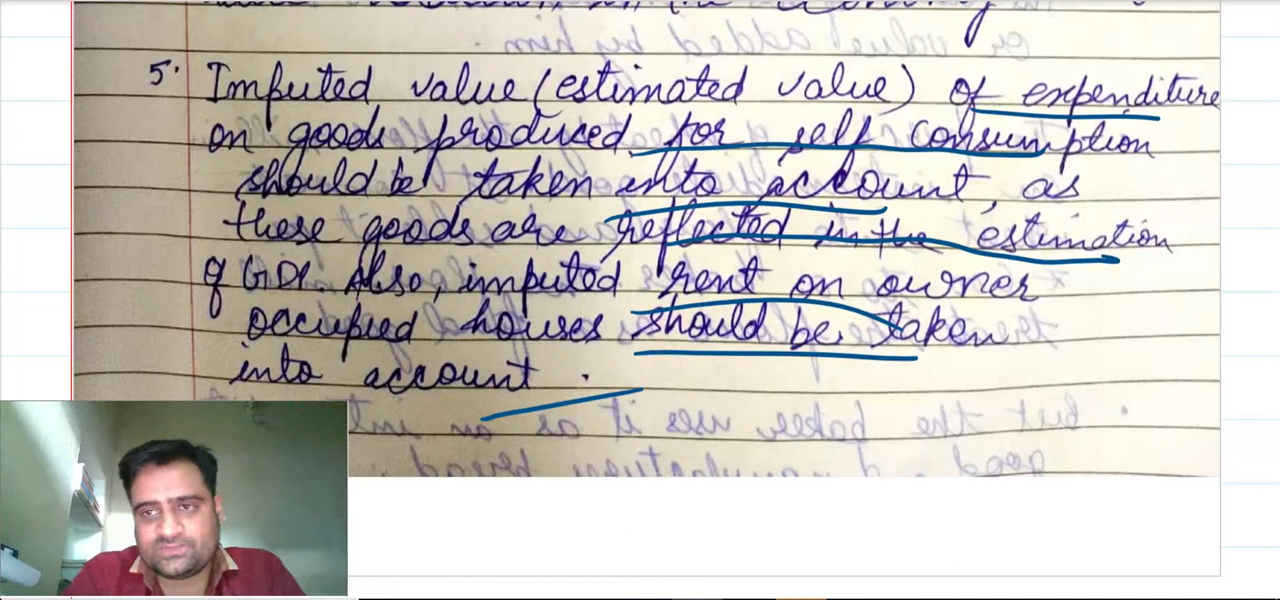 5. Imputed value (estimated value) of expenditure
on goods produced for self consumption
should be taken into account, as
these goods are reflected in the estimation
of GDP. Also, imputed rent on owner
occupied houses should be taken
into account.